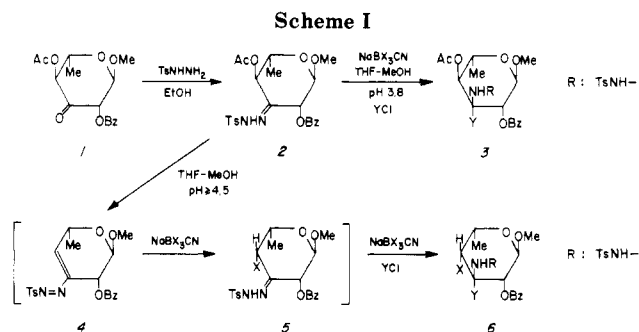 Scheme I
AcO O OMe Me O OBz 1
TsNHNH₂
EtOH
AcO O OMe Me TsNHN OBz 2
NaBX₃CN
THF-MeOH
pH 3.8
YCl
AcO O OMe Me NHR Y OBz 3
R : TsNH–
THF-MeOH
pH≥4.5
O OMe Me TsN=N OBz 4
NaBX₃CN
H O OMe Me X TsNHN OBz 5
NaBX₃CN
YCl
H O OMe Me X NHR Y OBz 6
R : TsNH–